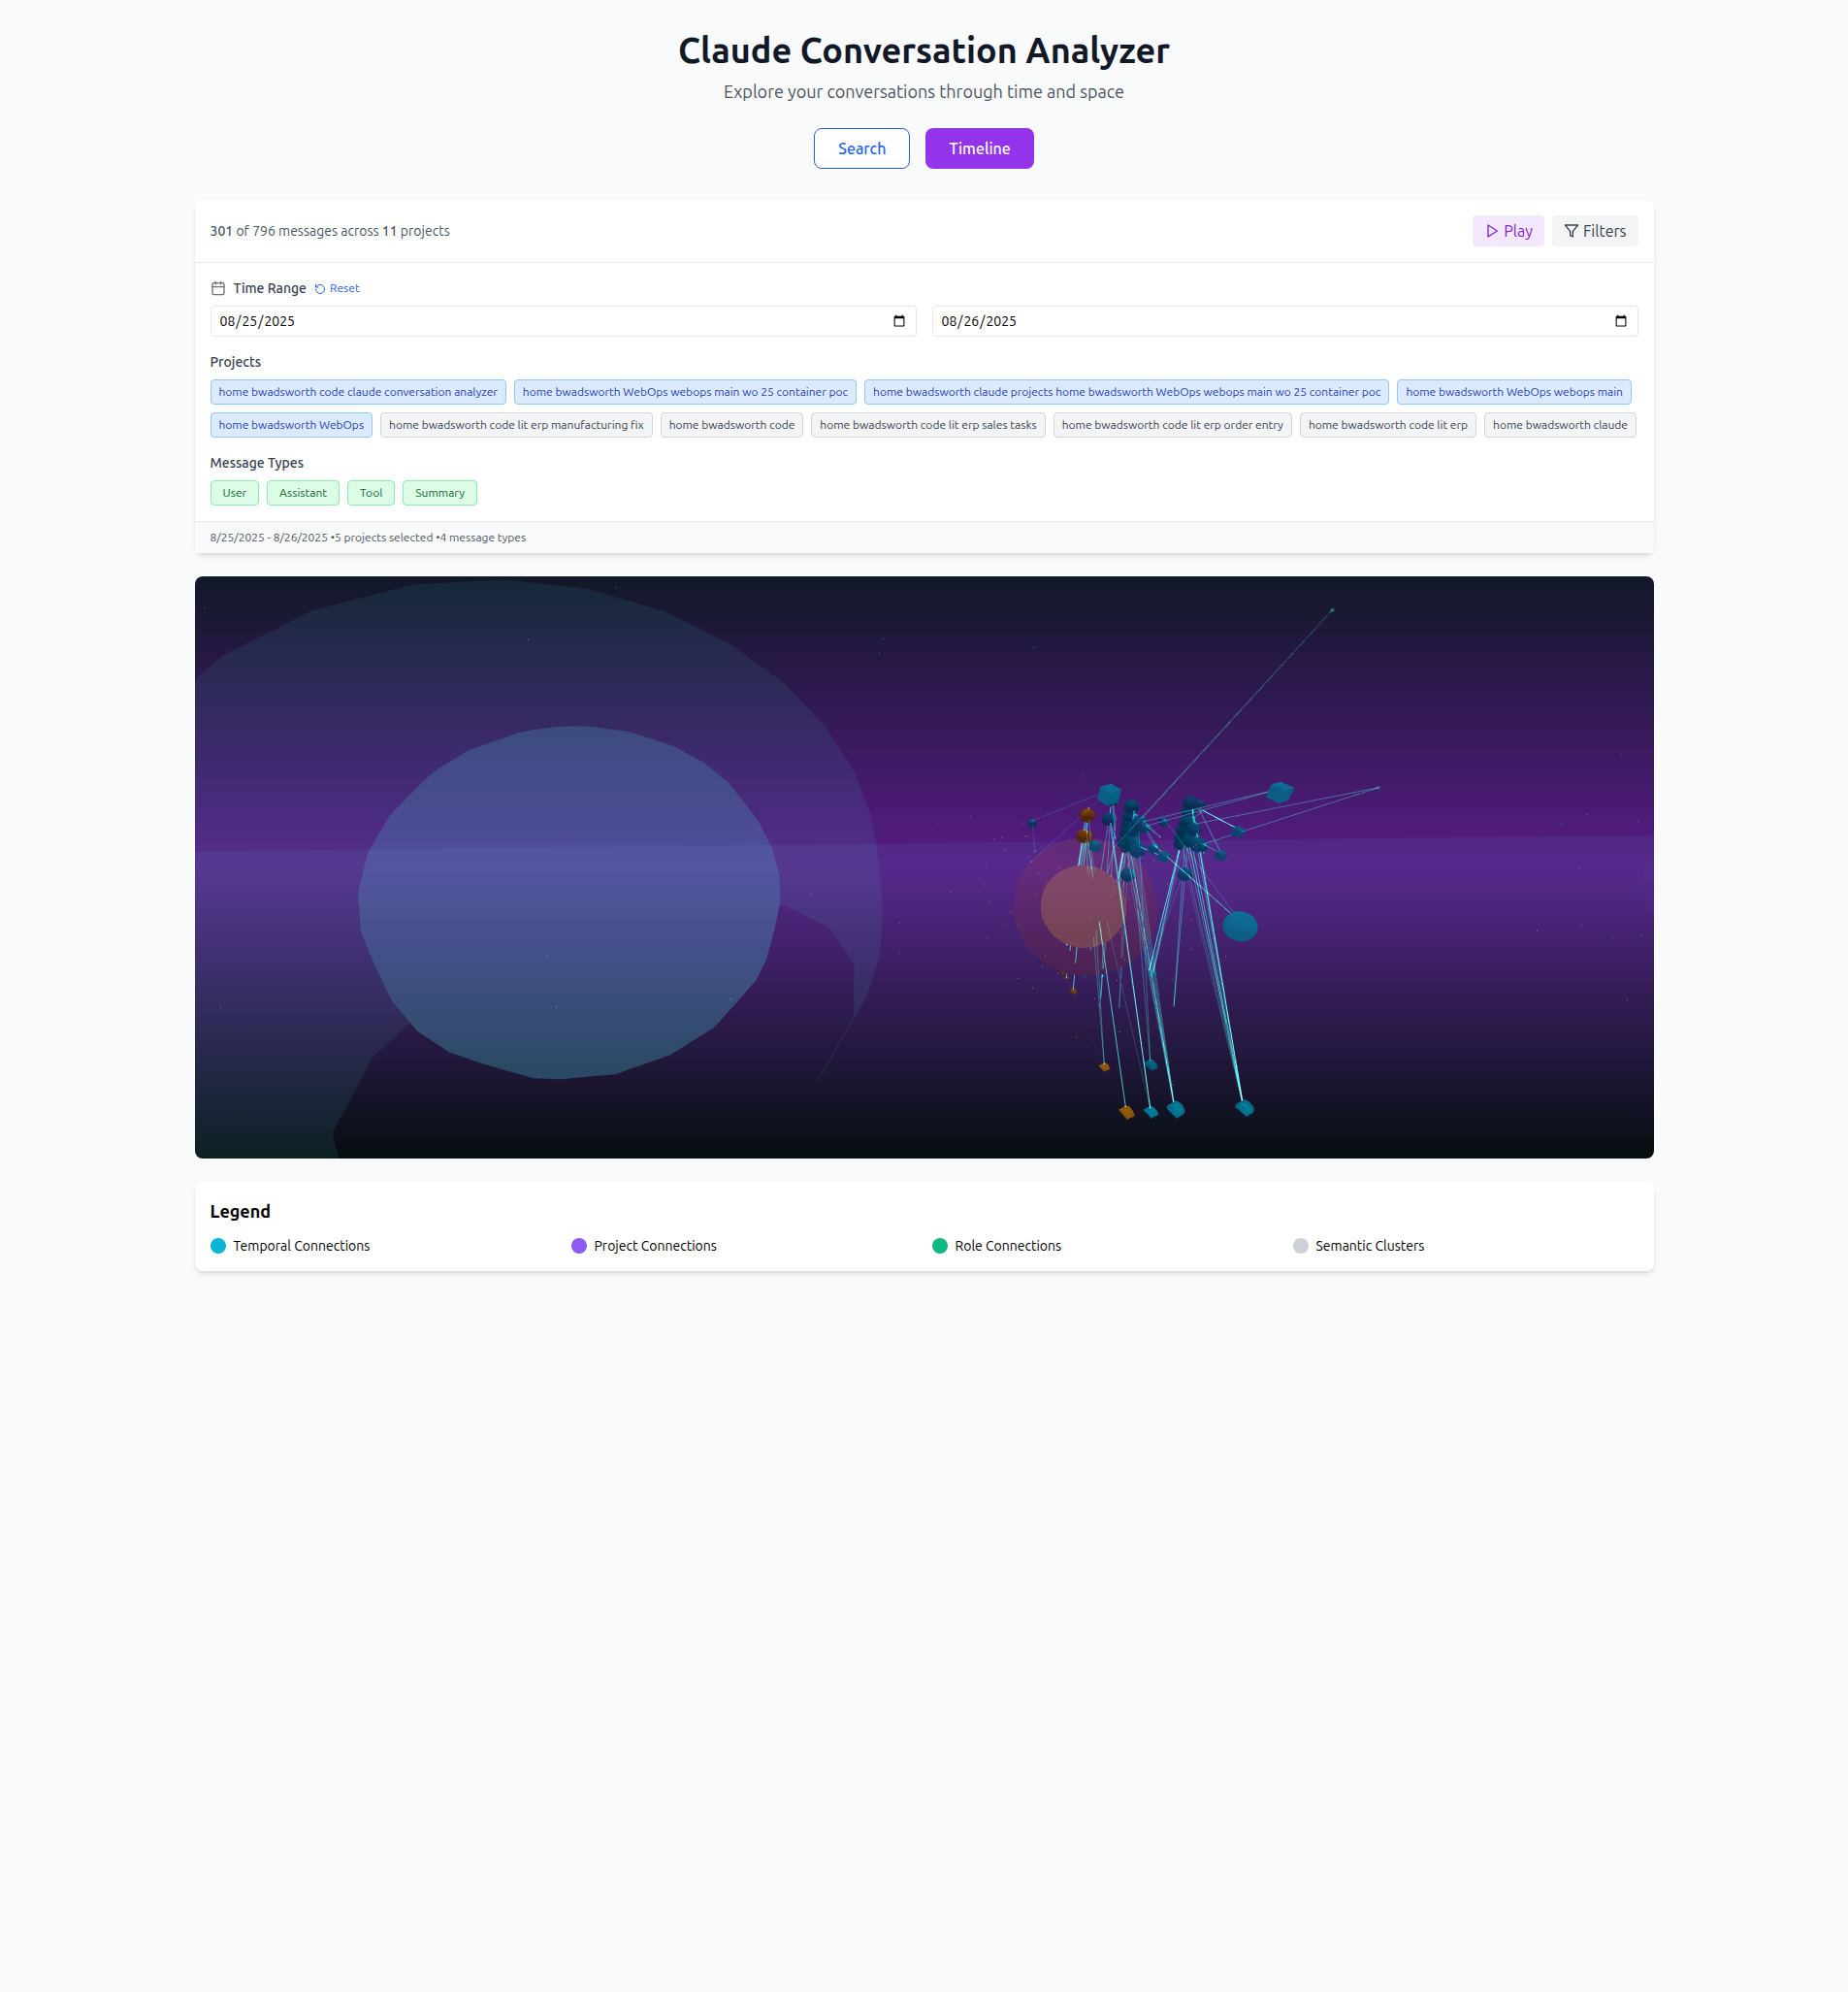 Claude Conversation Analyzer
Explore your conversations through time and space
Search Timeline
301 of 796 messages across 11 projects Play Filters
Time Range Reset
08/25/2025 08/26/2025
Projects
home bwadsworth code claude conversation analyzer home bwadsworth WebOps webops main wo 25 container poc home bwadsworth claude projects home bwadsworth WebOps webops main wo 25 container poc home bwadsworth WebOps webops main
home bwadsworth WebOps home bwadsworth code lit erp manufacturing fix home bwadsworth code home bwadsworth code lit erp sales tasks home bwadsworth code lit erp order entry home bwadsworth code lit erp home bwadsworth claude
Message Types
User Assistant Tool Summary
8/25/2025 - 8/26/2025 •5 projects selected •4 message types
Legend
Temporal Connections Project Connections Role Connections Semantic Clusters